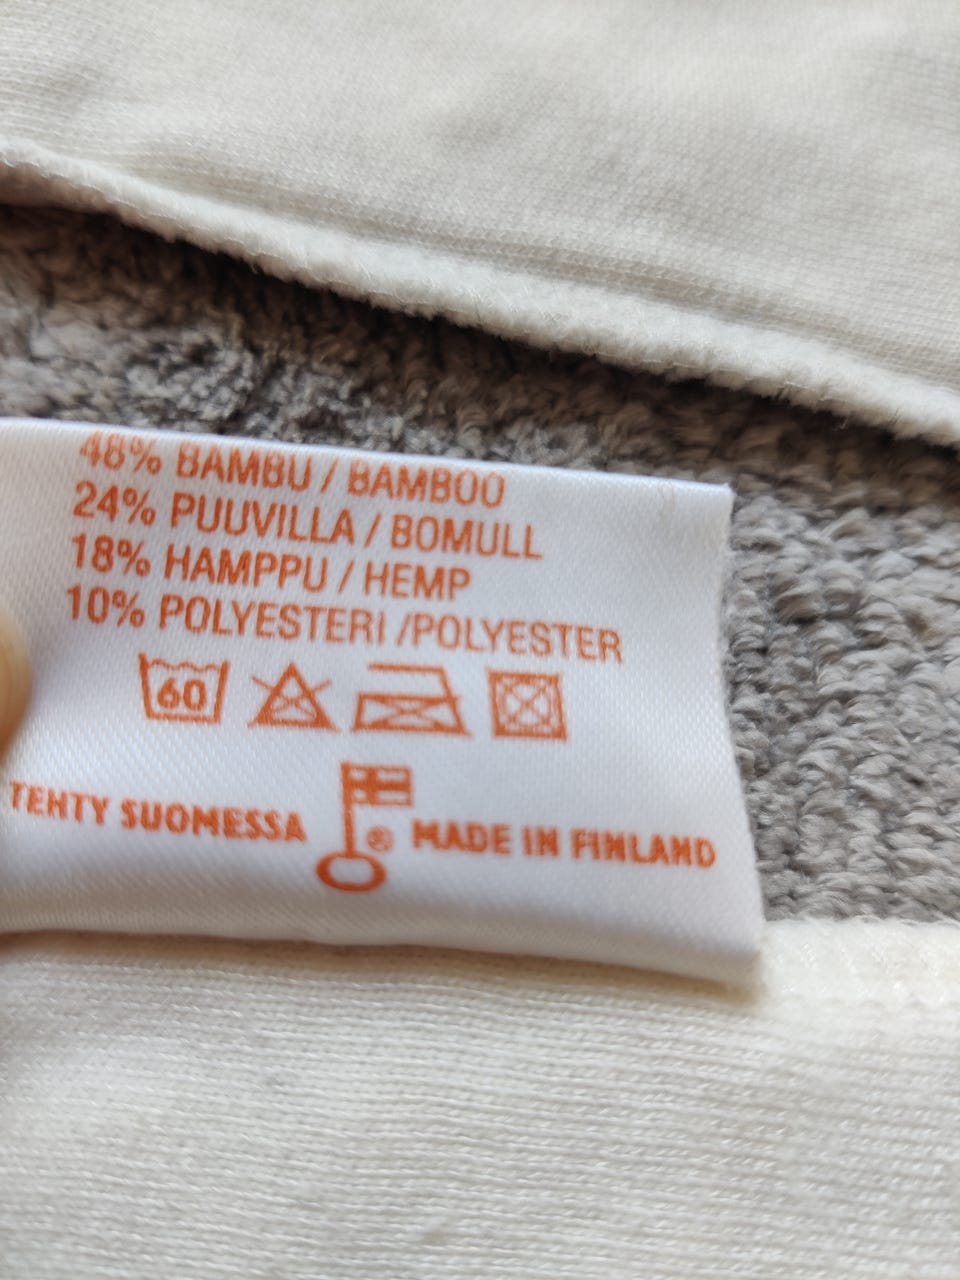 48% BAMBU / BAMBOO
24% PUUVILLA / BOMULL
18% HAMPPU / HEMP
10% POLYESTERI /POLYESTER
60
TEHTY SUOMESSA ® MADE IN FINLAND